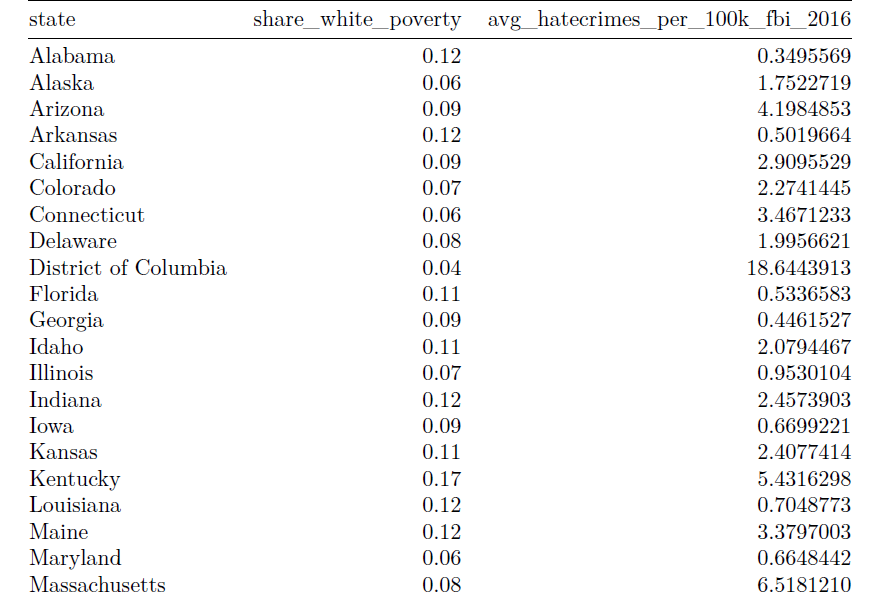 state share_white_poverty avg_hatecrimes_per_100k_fbi_2016
Alabama 0.12 0.3495569
Alaska 0.06 1.7522719
Arizona 0.09 4.1984853
Arkansas 0.12 0.5019664
California 0.09 2.9095529
Colorado 0.07 2.2741445
Connecticut 0.06 3.4671233
Delaware 0.08 1.9956621
District of Columbia 0.04 18.6443913
Florida 0.11 0.5336583
Georgia 0.09 0.4461527
Idaho 0.11 2.0794467
Illinois 0.07 0.9530104
Indiana 0.12 2.4573903
Iowa 0.09 0.6699221
Kansas 0.11 2.4077414
Kentucky 0.17 5.4316298
Louisiana 0.12 0.7048773
Maine 0.12 3.3797003
Maryland 0.06 0.6648442
Massachusetts 0.08 6.5181210